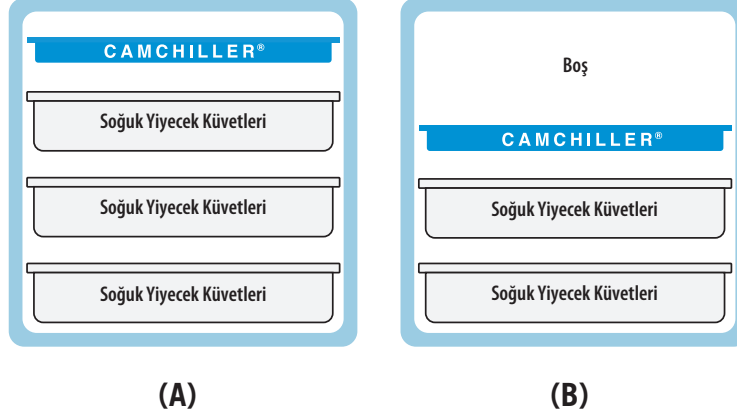 CAMCHILLER®
Soğuk Yiyecek Küvetleri
Soğuk Yiyecek Küvetleri
Soğuk Yiyecek Küvetleri
(A)
Boş
CAMCHILLER®
Soğuk Yiyecek Küvetleri
Soğuk Yiyecek Küvetleri
(B)